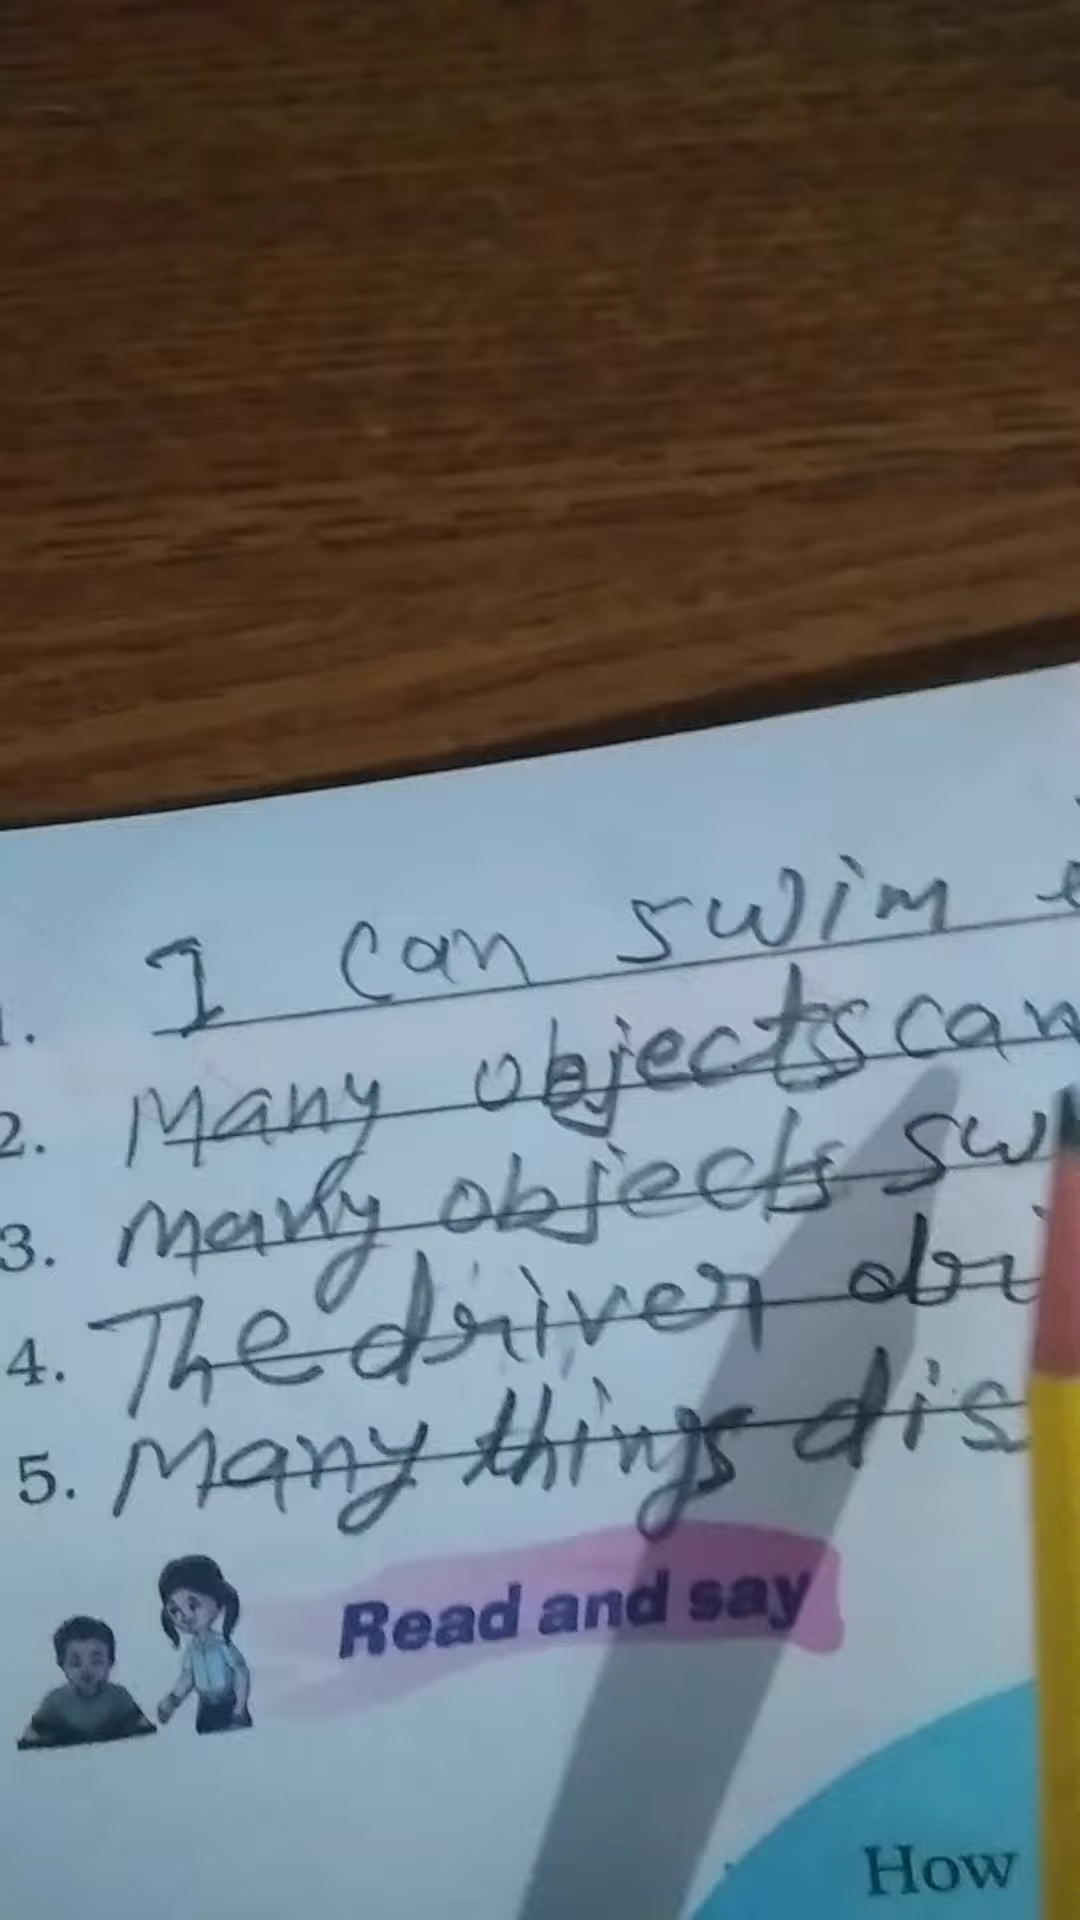 1. I can swim
2. Many objects can
3. Many objects sw
4. The driver dri
5. Many things dis
Read and say
How